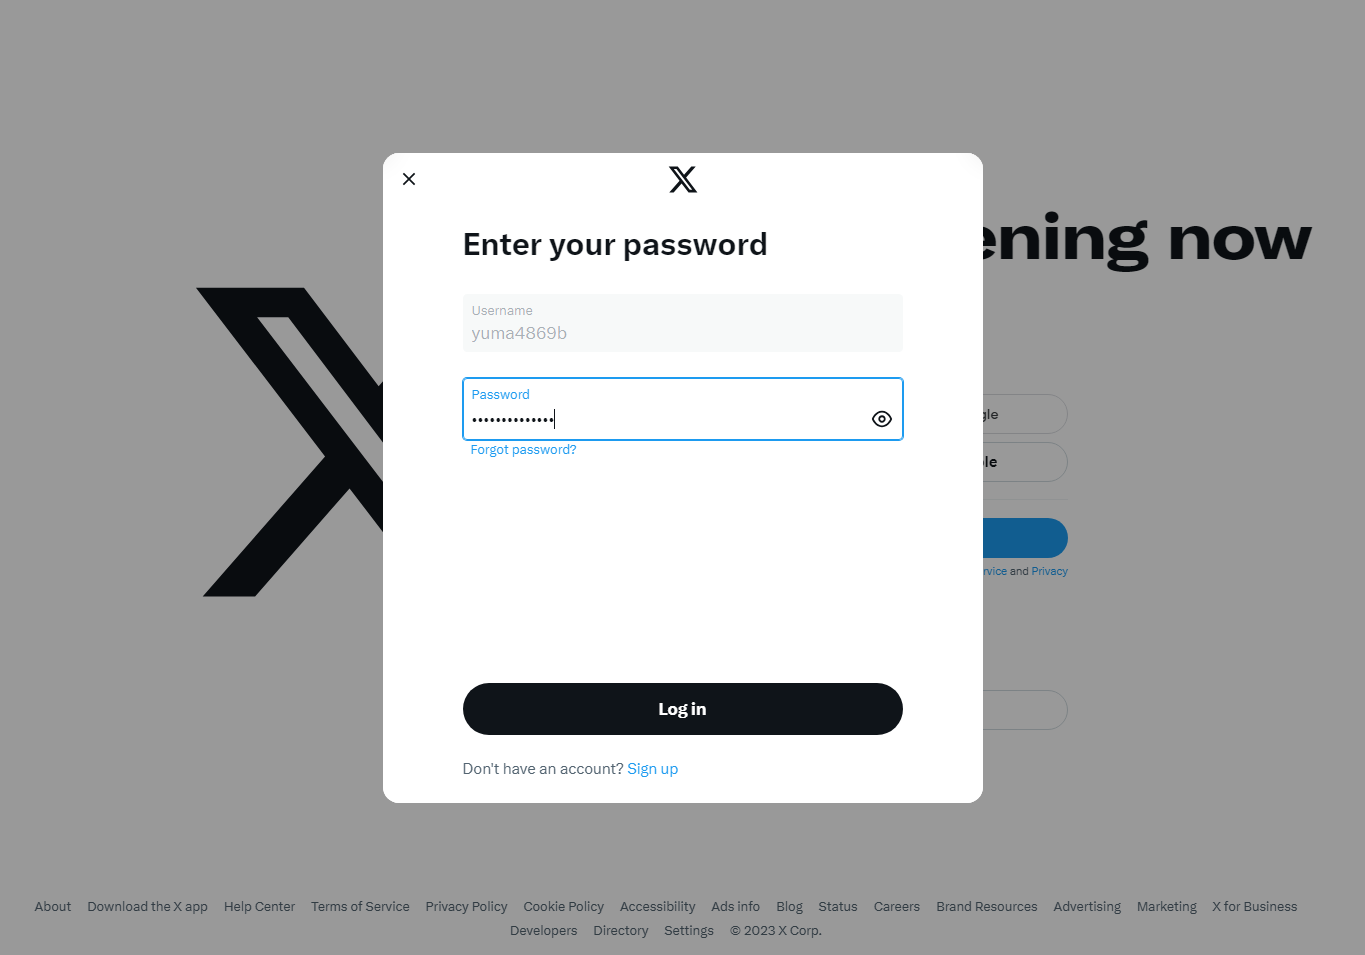 Enter your password
Username
yuma4869b
Password
••••••••••••••
Forgot password?
Log in
Don't have an account? Sign up
ening now
gle
le
rvice and Privacy
About Download the X app Help Center Terms of Service Privacy Policy Cookie Policy Accessibility Ads info Blog Status Careers Brand Resources Advertising Marketing X for Business
Developers Directory Settings © 2023 X Corp.